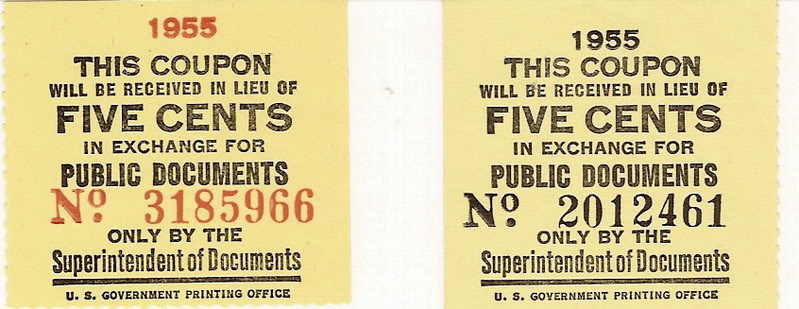 1955
THIS COUPON
WILL BE RECEIVED IN LIEU OF
FIVE CENTS
IN EXCHANGE FOR
PUBLIC DOCUMENTS
Nº 3185966
ONLY BY THE
Superintendent of Documents
U. S. GOVERNMENT PRINTING OFFICE
1955
THIS COUPON
WILL BE RECEIVED IN LIEU OF
FIVE CENTS
IN EXCHANGE FOR
PUBLIC DOCUMENTS
Nº 2012461
ONLY BY THE
Superintendent of Documents
U. S. GOVERNMENT PRINTING OFFICE